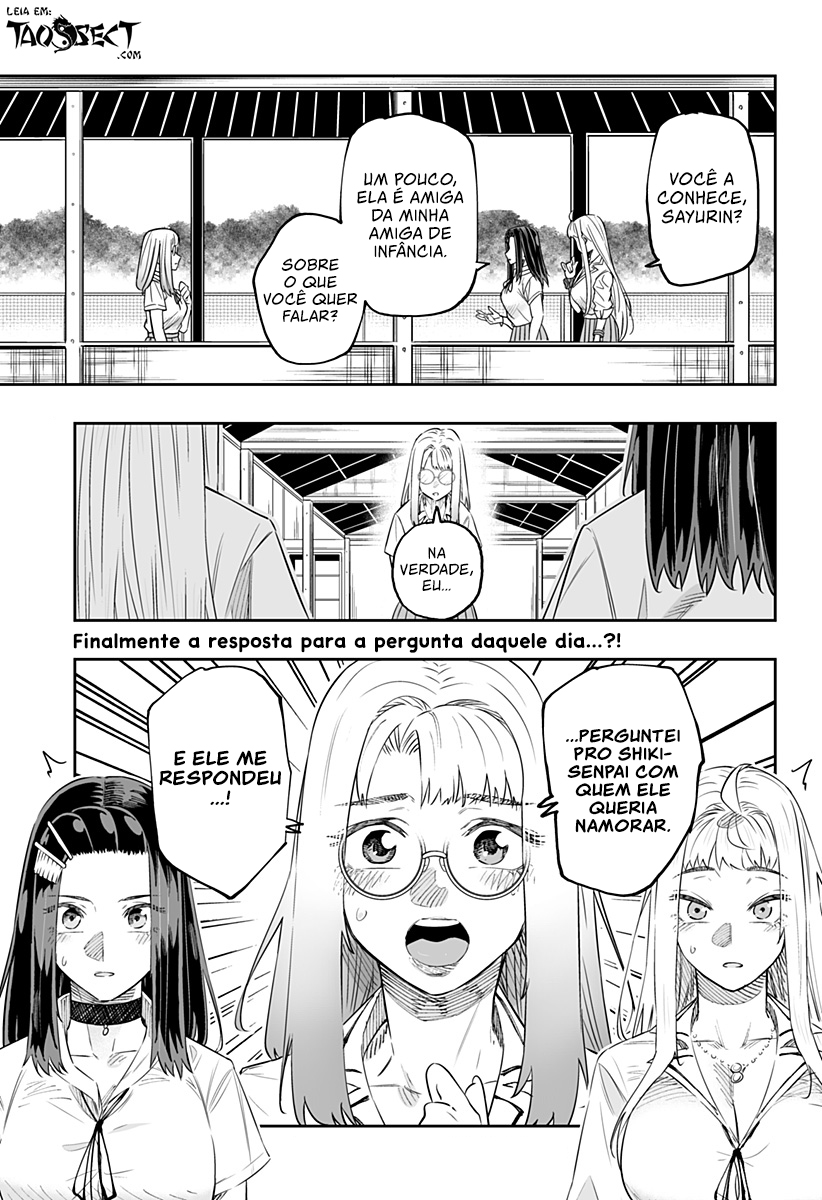 LEIA EM:
TAOSECT
.COM
VOCÊ A
CONHECE,
SAYURIN?
UM POUCO,
ELA É AMIGA
DA MINHA
AMIGA DE
INFÂNCIA.
SOBRE
O QUE
VOCÊ QUER
FALAR?
NA
VERDADE,
EU...
Finalmente a resposta para a pergunta daquele dia...?!
...PERGUNTEI
PRO SHIKI-
SENPAI COM
QUEM ELE
QUERIA
NAMORAR.
E ELE ME
RESPONDEU
...!